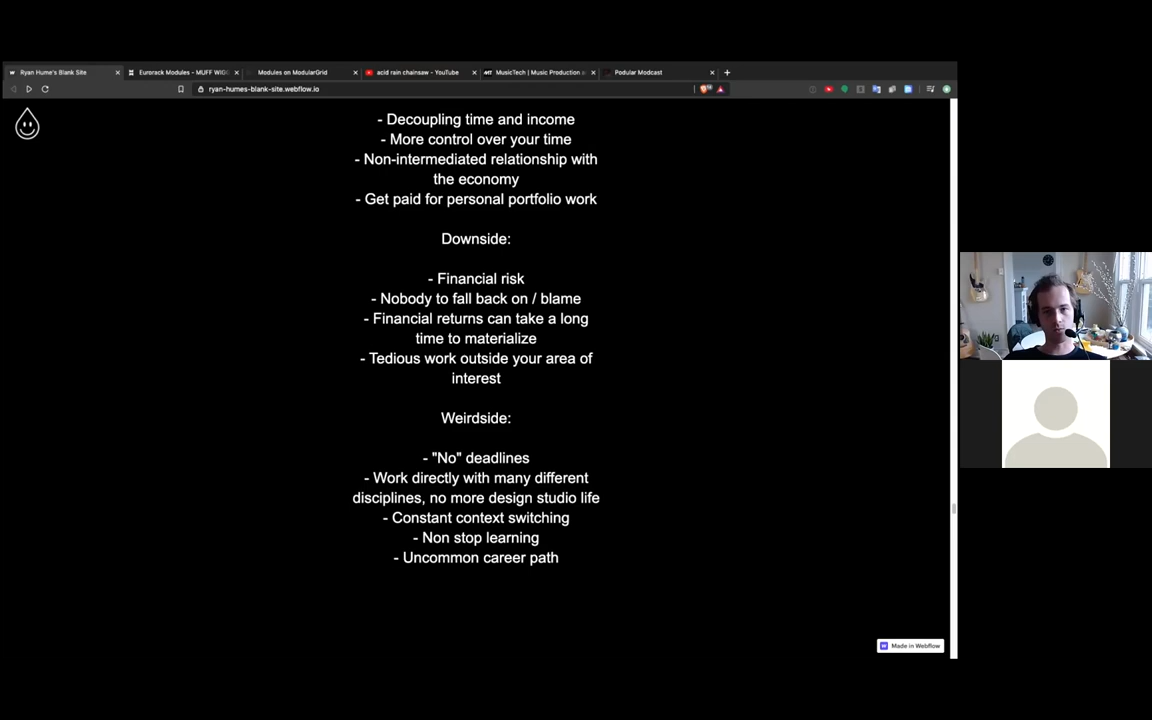 Ryan Hume's Blank Site
Eurorack Modules - MUFF WIG
Modules on ModularGrid
acid rain chainsaw - YouTube
MusicTech | Music Production a
Podular Modcast
ryan-humes-blank-site.webflow.io
- Decoupling time and income
- More control over your time
- Non-intermediated relationship with
the economy
- Get paid for personal portfolio work
Downside:
- Financial risk
- Nobody to fall back on / blame
- Financial returns can take a long
time to materialize
- Tedious work outside your area of
interest
Weirdside:
- "No" deadlines
- Work directly with many different
disciplines, no more design studio life
- Constant context switching
- Non stop learning
- Uncommon career path
Made in Webflow